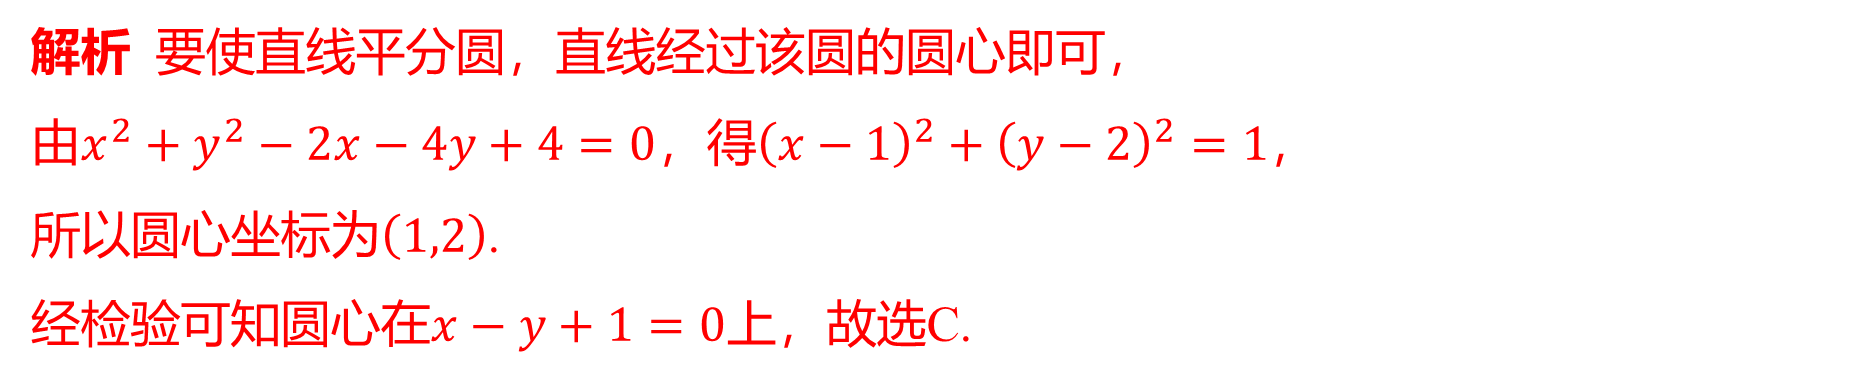 解析 要使直线平分圆，直线经过该圆的圆心即可，
由x² + y² − 2x − 4y + 4 = 0，得(x − 1)² + (y − 2)² = 1，
所以圆心坐标为(1,2).
经检验可知圆心在x − y + 1 = 0上，故选C.